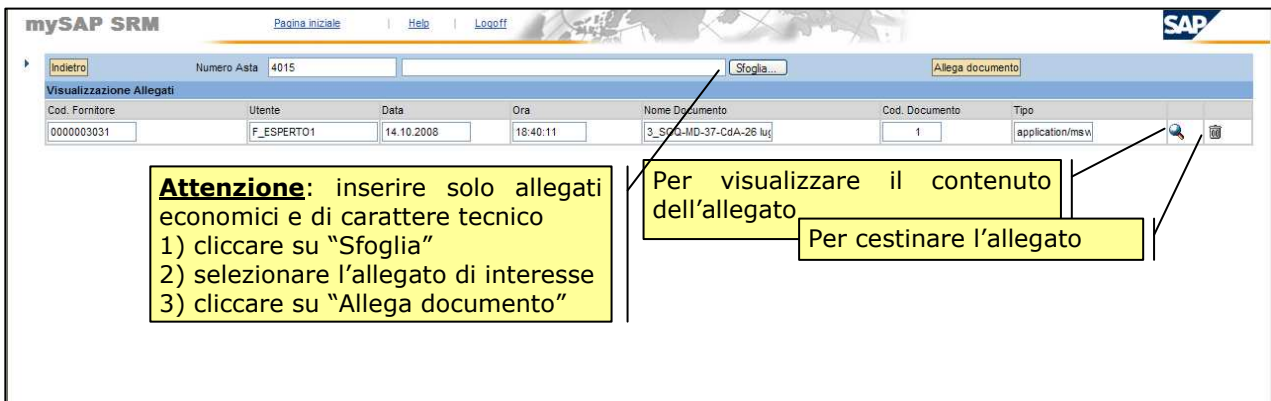 mySAP SRM Pagina iniziale | Help | Logoff SAP
Indietro Numero Asta 4015 Sfoglia... Allega documento
Visualizzazione Allegati
Cod. Fornitore Utente Data Ora Nome Documento Cod. Documento Tipo
0000003031 F_ESPERTO1 14.10.2008 18:40:11 3_SGQ-MD-37-CdA-26 lug 1 application/msw
Attenzione: inserire solo allegati
economici e di carattere tecnico
1) cliccare su “Sfoglia”
2) selezionare l’allegato di interesse
3) cliccare su “Allega documento”
Per visualizzare il contenuto
dell’allegato
Per cestinare l’allegato